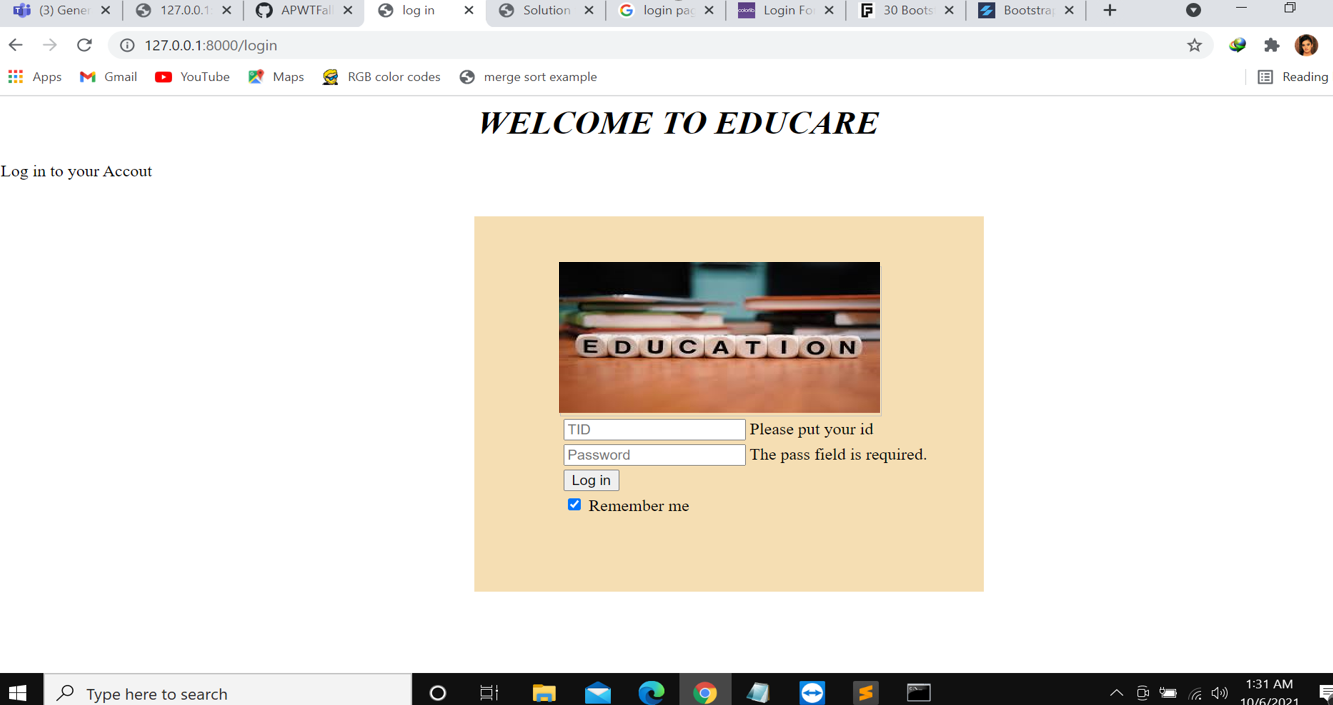 (3) Gener
127.0.0.1:
APWTFal
log in
Solution
login pag
colorlib
Login Fo
30 Boots
Bootstrap
127.0.0.1:8000/login
Apps
Gmail
YouTube
Maps
RGB color codes
merge sort example
Reading
WELCOME TO EDUCARE
Log in to your Accout
EDUCATION
TID
Please put your id
Password
The pass field is required.
Log in
Remember me
Type here to search
1:31 AM
10/6/2021